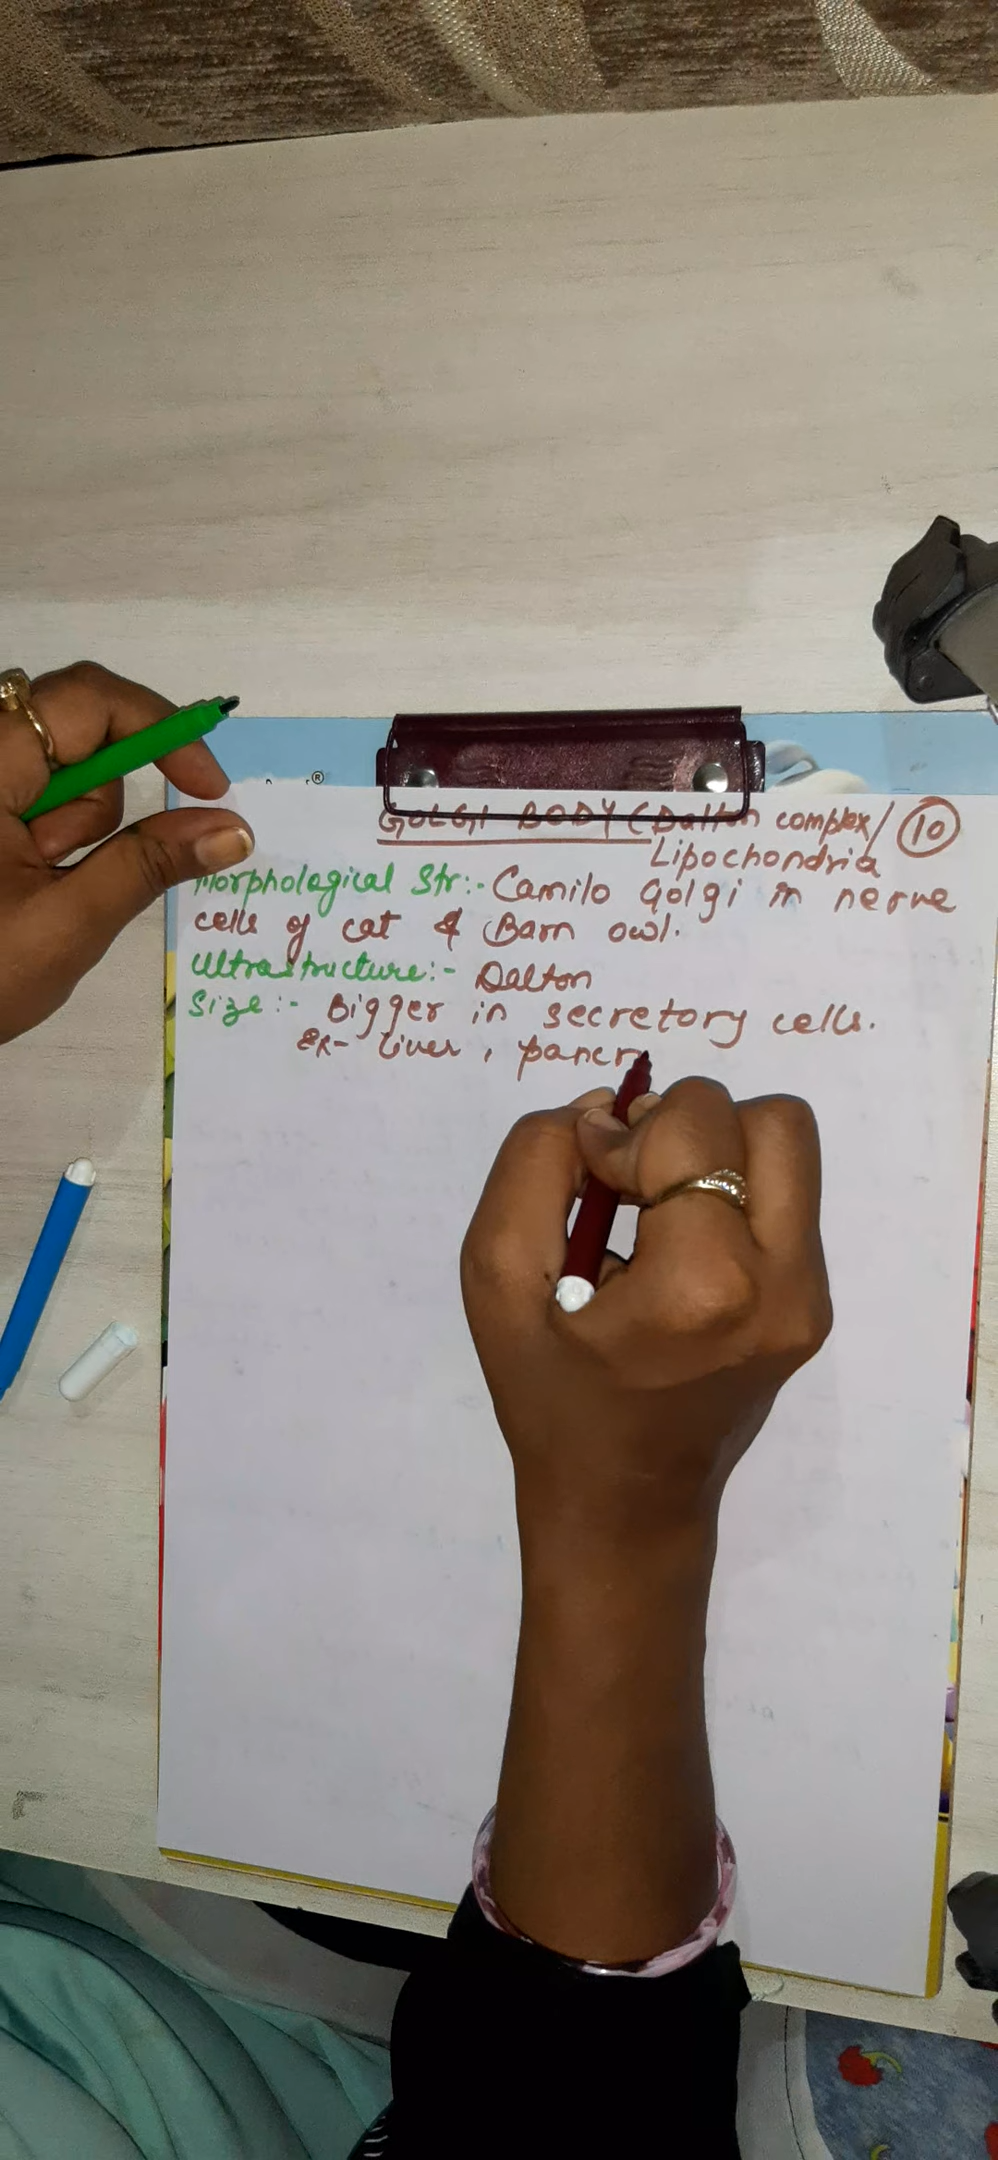 GOLGI BODY (Dalton complex/ 10
Lipochondria
Morphological Str:- Camilo Golgi in nerve
cells of cat & Barn owl.
Ultrastructure:- Dalton
Size:- Bigger in secretory cells.
Ex- liver, pancr